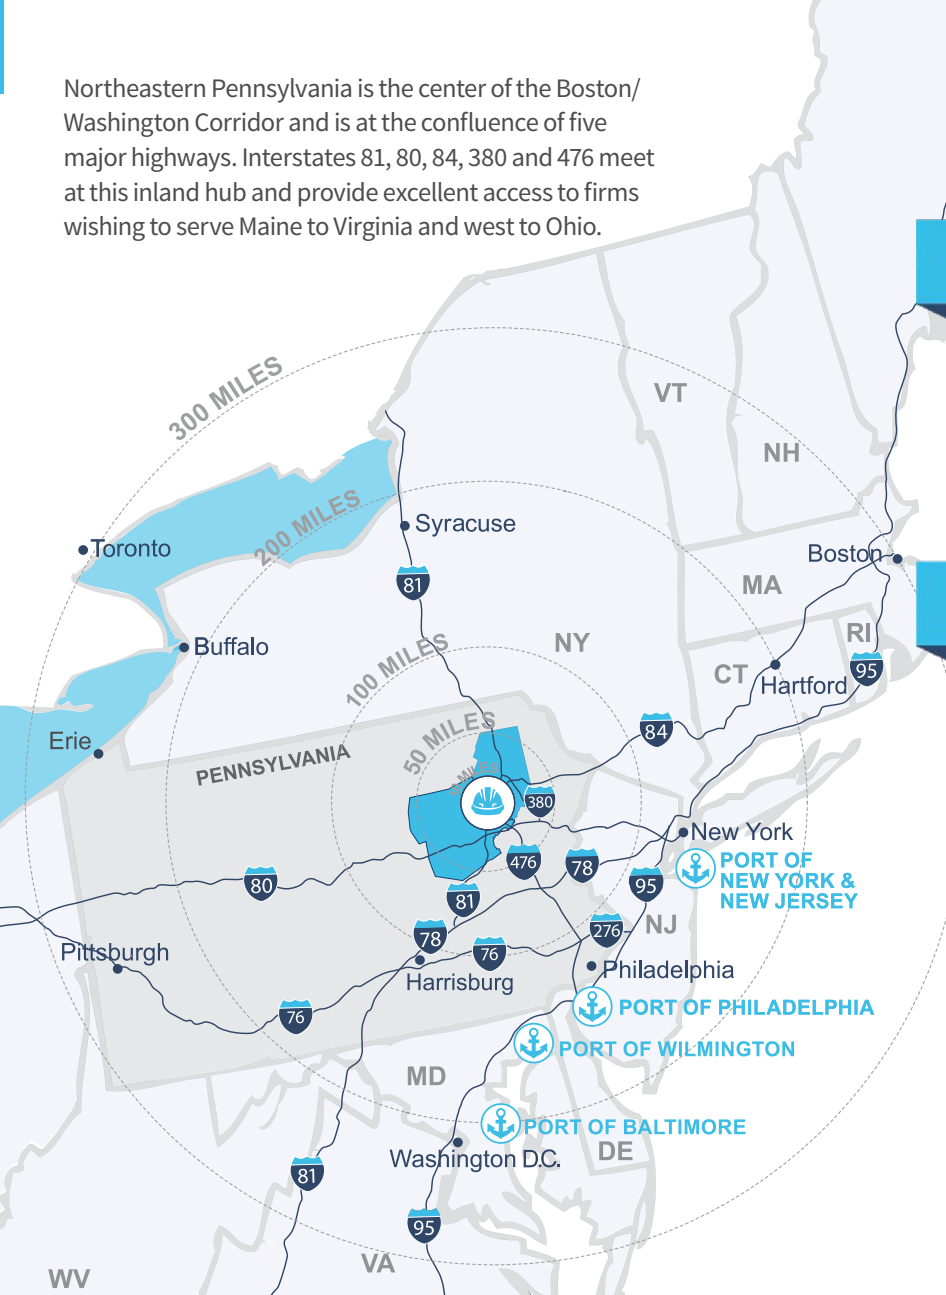 Northeastern Pennsylvania is the center of the Boston/
Washington Corridor and is at the confluence of five
major highways. Interstates 81, 80, 84, 380 and 476 meet
at this inland hub and provide excellent access to firms
wishing to serve Maine to Virginia and west to Ohio.
300 MILES
VT
NH
200 MILES
Syracuse
Toronto
Boston
81
MA
NY
RI
Buffalo
100 MILES
CT
95
Hartford
50 MILES
84
Erie
PENNSYLVANIA
MILES
380
New York
PORT OF
NEW YORK &
NEW JERSEY
476
78
80
95
81
NJ
78
276
76
Pittsburgh
Harrisburg
Philadelphia
PORT OF PHILADELPHIA
76
PORT OF WILMINGTON
MD
PORT OF BALTIMORE
Washington D.C.
DE
81
95
VA
WV